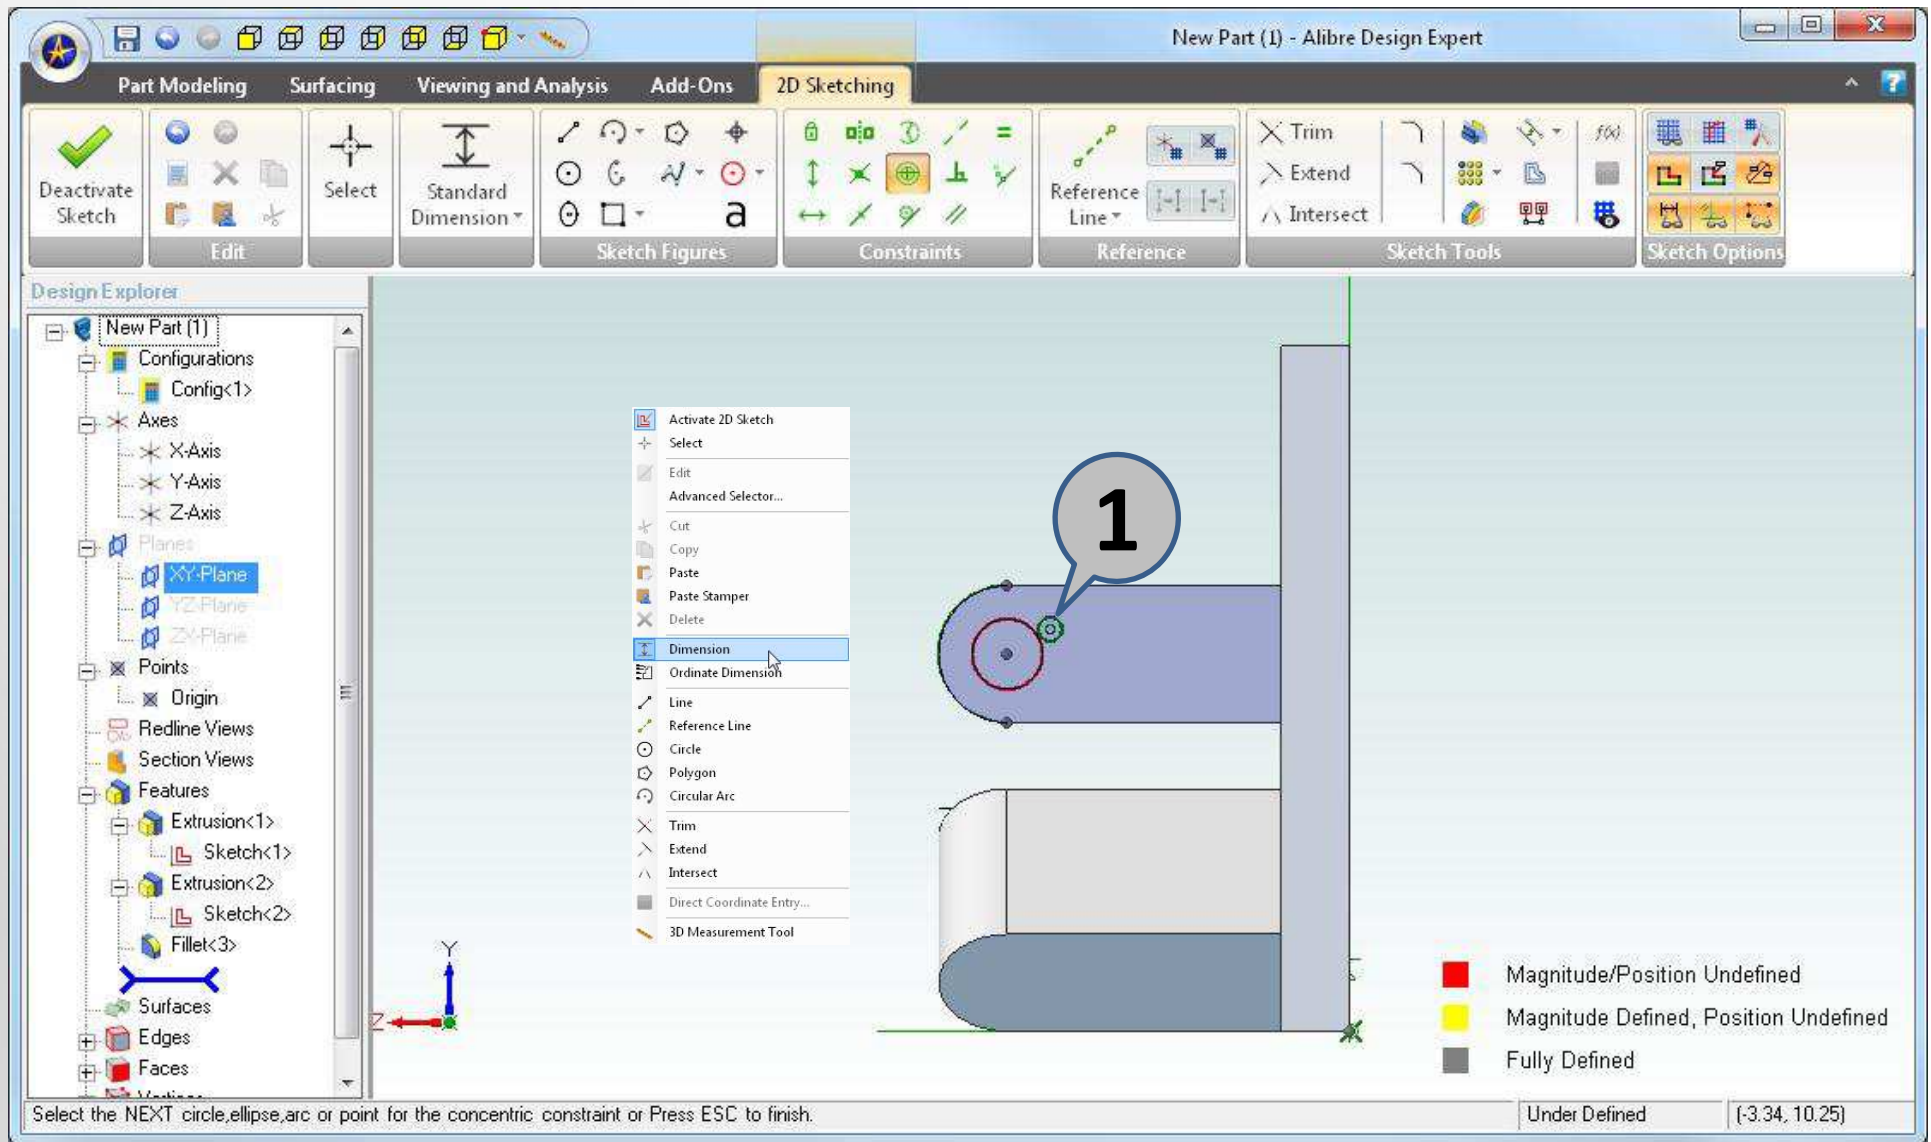 New Part (1) - Alibre Design Expert
Part Modeling
Surfacing
Viewing and Analysis
Add-Ons
2D Sketching
Deactivate
Sketch
Edit
Select
Standard
Dimension
a
Sketch Figures
Constraints
Reference
Line
Reference
Trim
Extend
Intersect
f(x)
Sketch Tools
Sketch Options
Design Explorer
New Part (1)
Configurations
Config<1>
Axes
X-Axis
Y-Axis
Z-Axis
Planes
XY-Plane
YZ-Plane
ZX-Plane
Points
Origin
Redline Views
Section Views
Features
Extrusion<1>
Sketch<1>
Extrusion<2>
Sketch<2>
Fillet<3>
Surfaces
Edges
Faces
Activate 2D Sketch
Select
Edit
Advanced Selector...
Cut
Copy
Paste
Paste Stamper
Delete
Dimension
Ordinate Dimension
Line
Reference Line
Circle
Polygon
Circular Arc
Trim
Extend
Intersect
Direct Coordinate Entry...
3D Measurement Tool
1
Y
Z
Magnitude/Position Undefined
Magnitude Defined, Position Undefined
Fully Defined
Select the NEXT circle,ellipse,arc or point for the concentric constraint or Press ESC to finish.
Under Defined
(-3.34, 10.25)